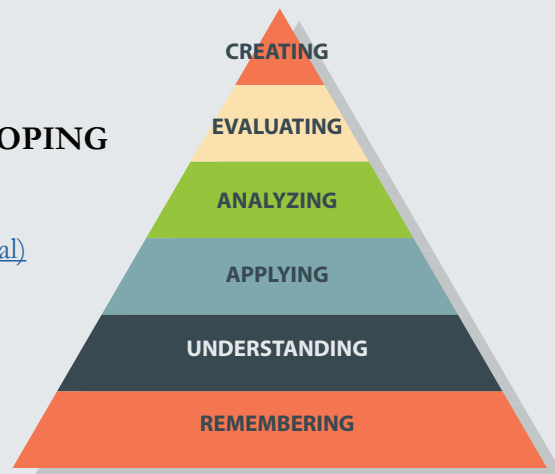 CREATING
EVALUATING
OPING
ANALYZING
al)
APPLYING
UNDERSTANDING
REMEMBERING